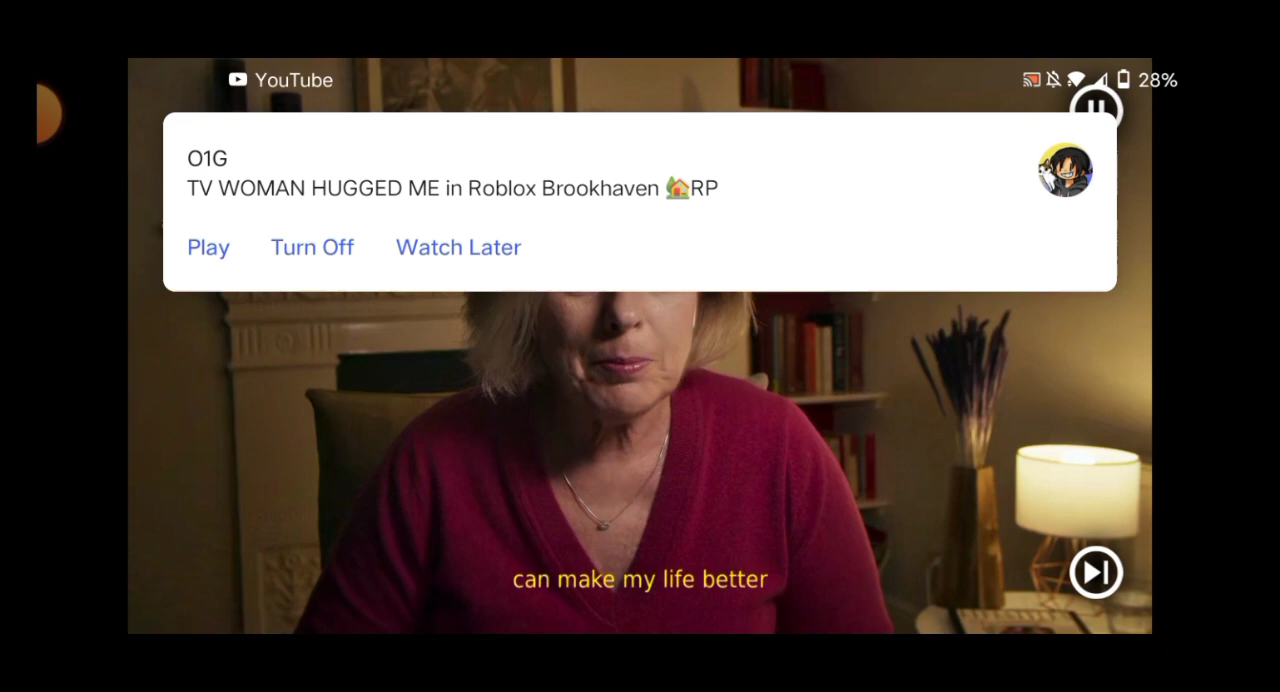 YouTube
28%
O1G
TV WOMAN HUGGED ME in Roblox Brookhaven 🏡RP
Play Turn Off Watch Later
can make my life better